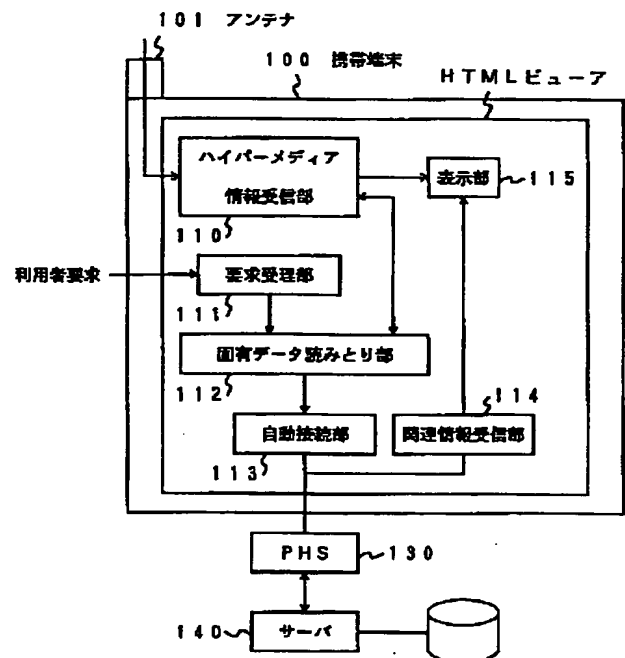 101 アンテナ
100 携帯端末
HTMLビューア
ハイパーメディア
情報受信部
110
表示部
115
利用者要求
要求受理部
111
固有データ読みとり部
112
114
自動接続部
113
関連情報受信部
PHS
130
140
サーバ